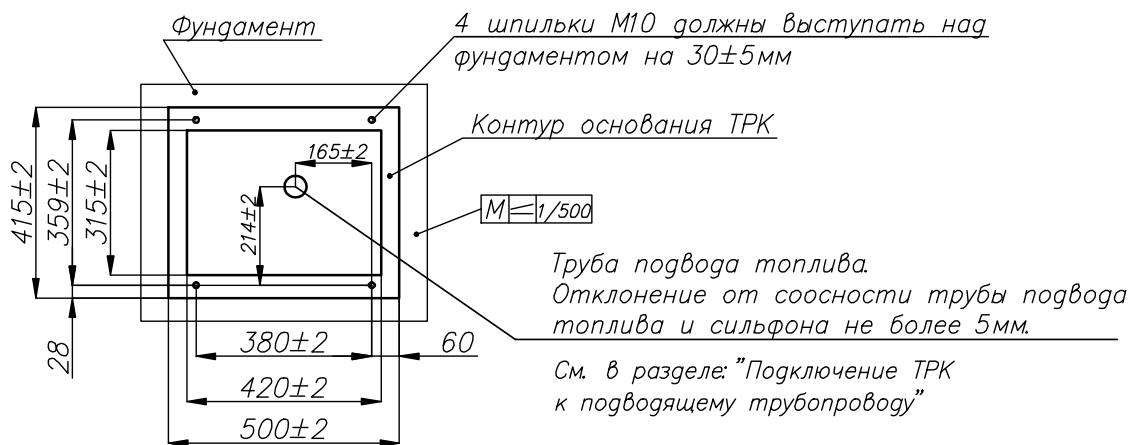 Фундамент
4 шпильки М10 должны выступать над
фундаментом на 30±5мм
Контур основания ТРК
165±2
415±2
359±2
315±2
214±2
М 1/500
Труба подвода топлива.
Отклонение от соосности трубы подвода
топлива и сильфона не более 5мм.
28
380±2
60
См. в разделе: "Подключение ТРК
к подводящему трубопроводу"
420±2
500±2